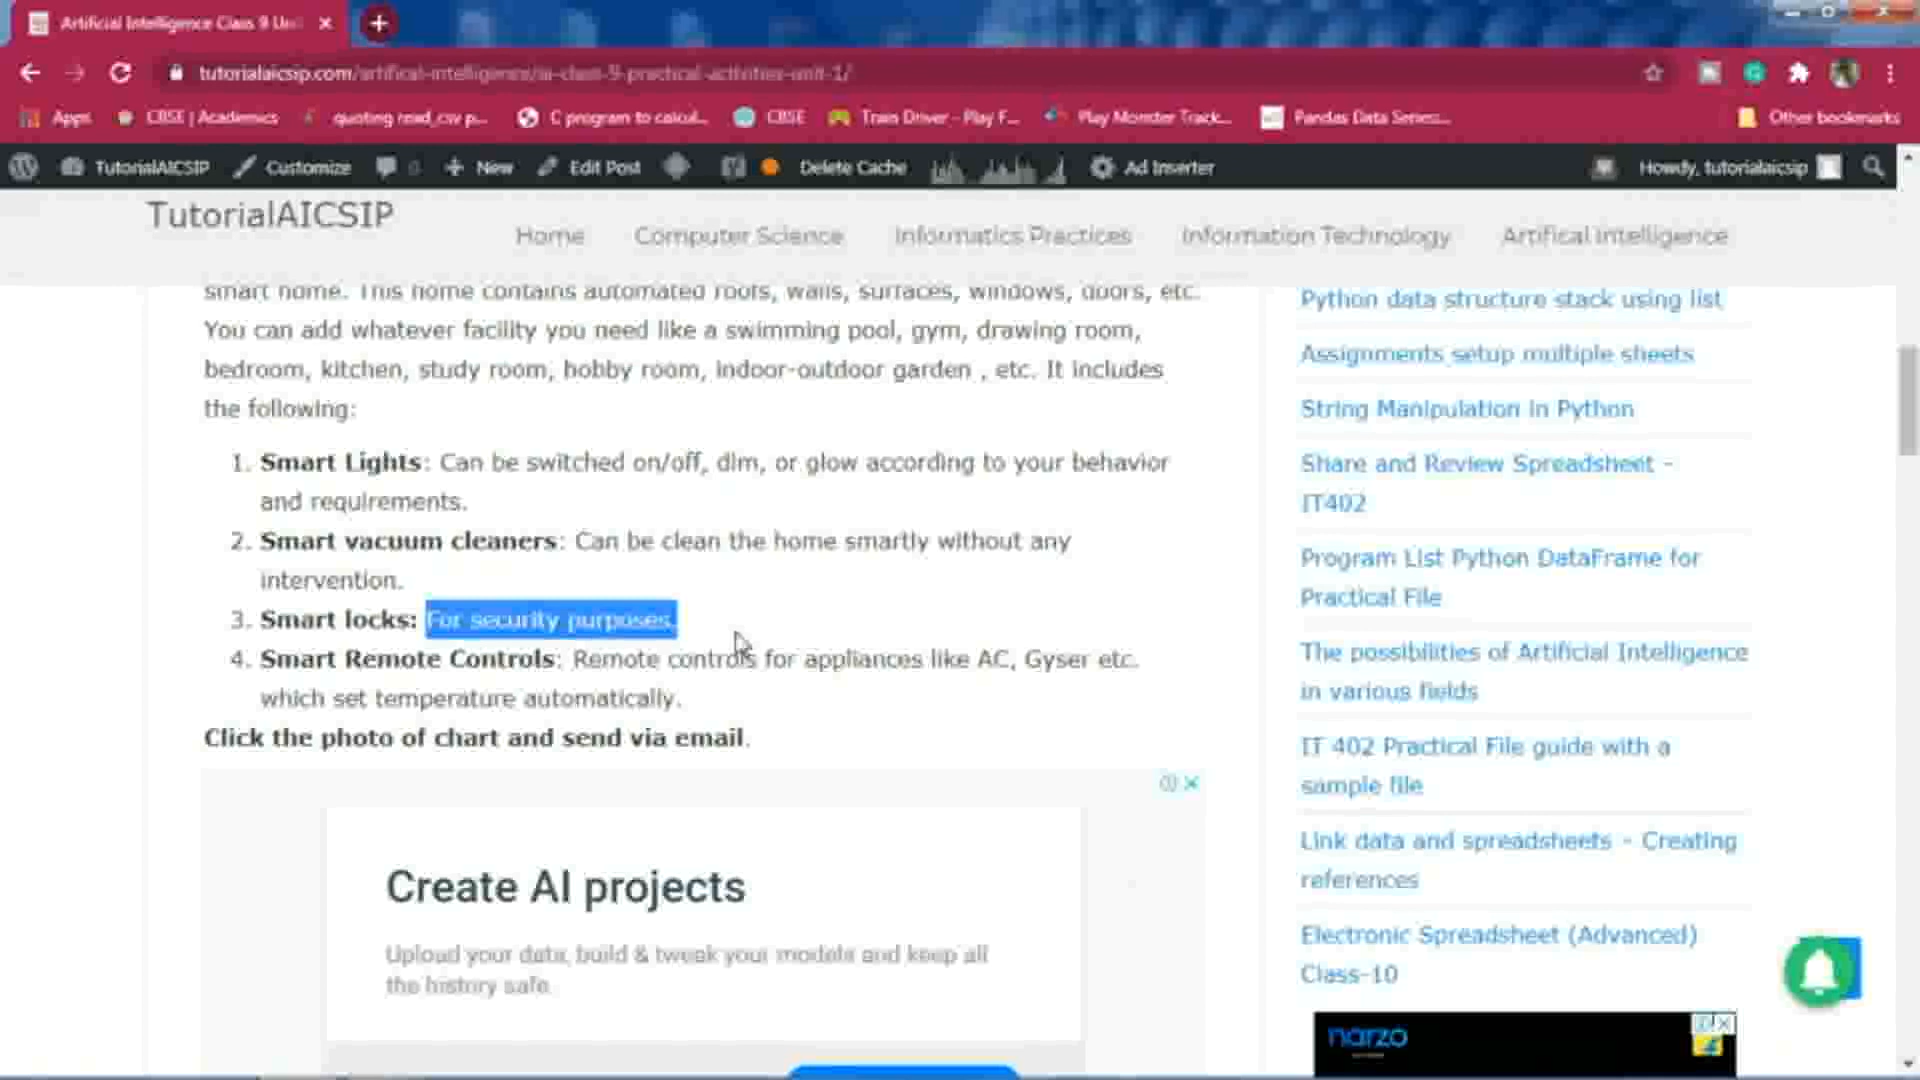 Artificial Intelligence Class 9 Uni
tutorialaicsip.com/artifical-intelligence/ai-class-9-practical-activities-unit-1/
Apps
CBSE | Academics
quoting read_csv p...
C program to calcul...
CBSE
Train Driver - Play F...
Play Monster Track...
Pandas Data Series:...
Other bookmarks
TutorialAICSIP
Customize
0
New
Edit Post
Delete Cache
Ad Inserter
Howdy, tutorialaicsip
TutorialAICSIP
Home
Computer Science
Informatics Practices
Information Technology
Artifical Intelligence
smart home. This home contains automated roofs, walls, surfaces, windows, doors, etc.
You can add whatever facility you need like a swimming pool, gym, drawing room,
bedroom, kitchen, study room, hobby room, indoor-outdoor garden , etc. It includes
the following:
1. Smart Lights: Can be switched on/off, dim, or glow according to your behavior
and requirements.
2. Smart vacuum cleaners: Can be clean the home smartly without any
intervention.
3. Smart locks: For security purposes.
4. Smart Remote Controls: Remote controls for appliances like AC, Gyser etc.
which set temperature automatically.
Click the photo of chart and send via email.
Create AI projects
Upload your data, build & tweak your models and keep all
the history safe.
Python data structure stack using list
Assignments setup multiple sheets
String Manipulation in Python
Share and Review Spreadsheet -
IT402
Program List Python DataFrame for
Practical File
The possibilities of Artificial Intelligence
in various fields
IT 402 Practical File guide with a
sample file
Link data and spreadsheets - Creating
references
Electronic Spreadsheet (Advanced)
Class-10
narzo